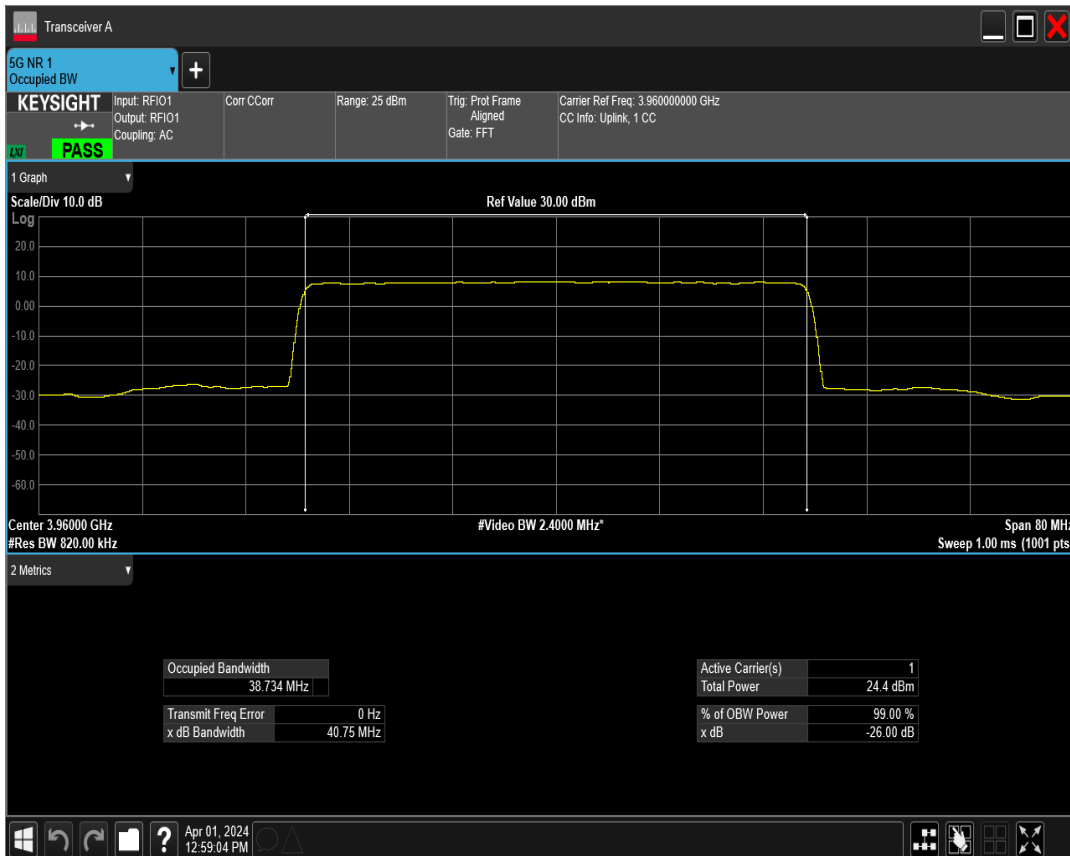 Transceiver A
5G NR 1
Occupied BW
+
KEYSIGHT
LXI
PASS
Input: RFIO1
Output: RFIO1
Coupling: AC
Corr CCorr
Range: 25 dBm
Trig: Prot Frame
Aligned
Gate: FFT
Carrier Ref Freq: 3.960000000 GHz
CC Info: Uplink, 1 CC
1 Graph
Scale/Div 10.0 dB
Ref Value 30.00 dBm
Log
20.0
10.0
0.00
-10.0
-20.0
-30.0
-40.0
-50.0
-60.0
Center 3.96000 GHz
#Video BW 2.4000 MHz*
Span 80 MHz
#Res BW 820.00 kHz
Sweep 1.00 ms (1001 pts
2 Metrics
Occupied Bandwidth
38.734 MHz
Transmit Freq Error 0 Hz
x dB Bandwidth 40.75 MHz
Active Carrier(s) 1
Total Power 24.4 dBm
% of OBW Power 99.00 %
x dB -26.00 dB
?
Apr 01, 2024
12:59:04 PM